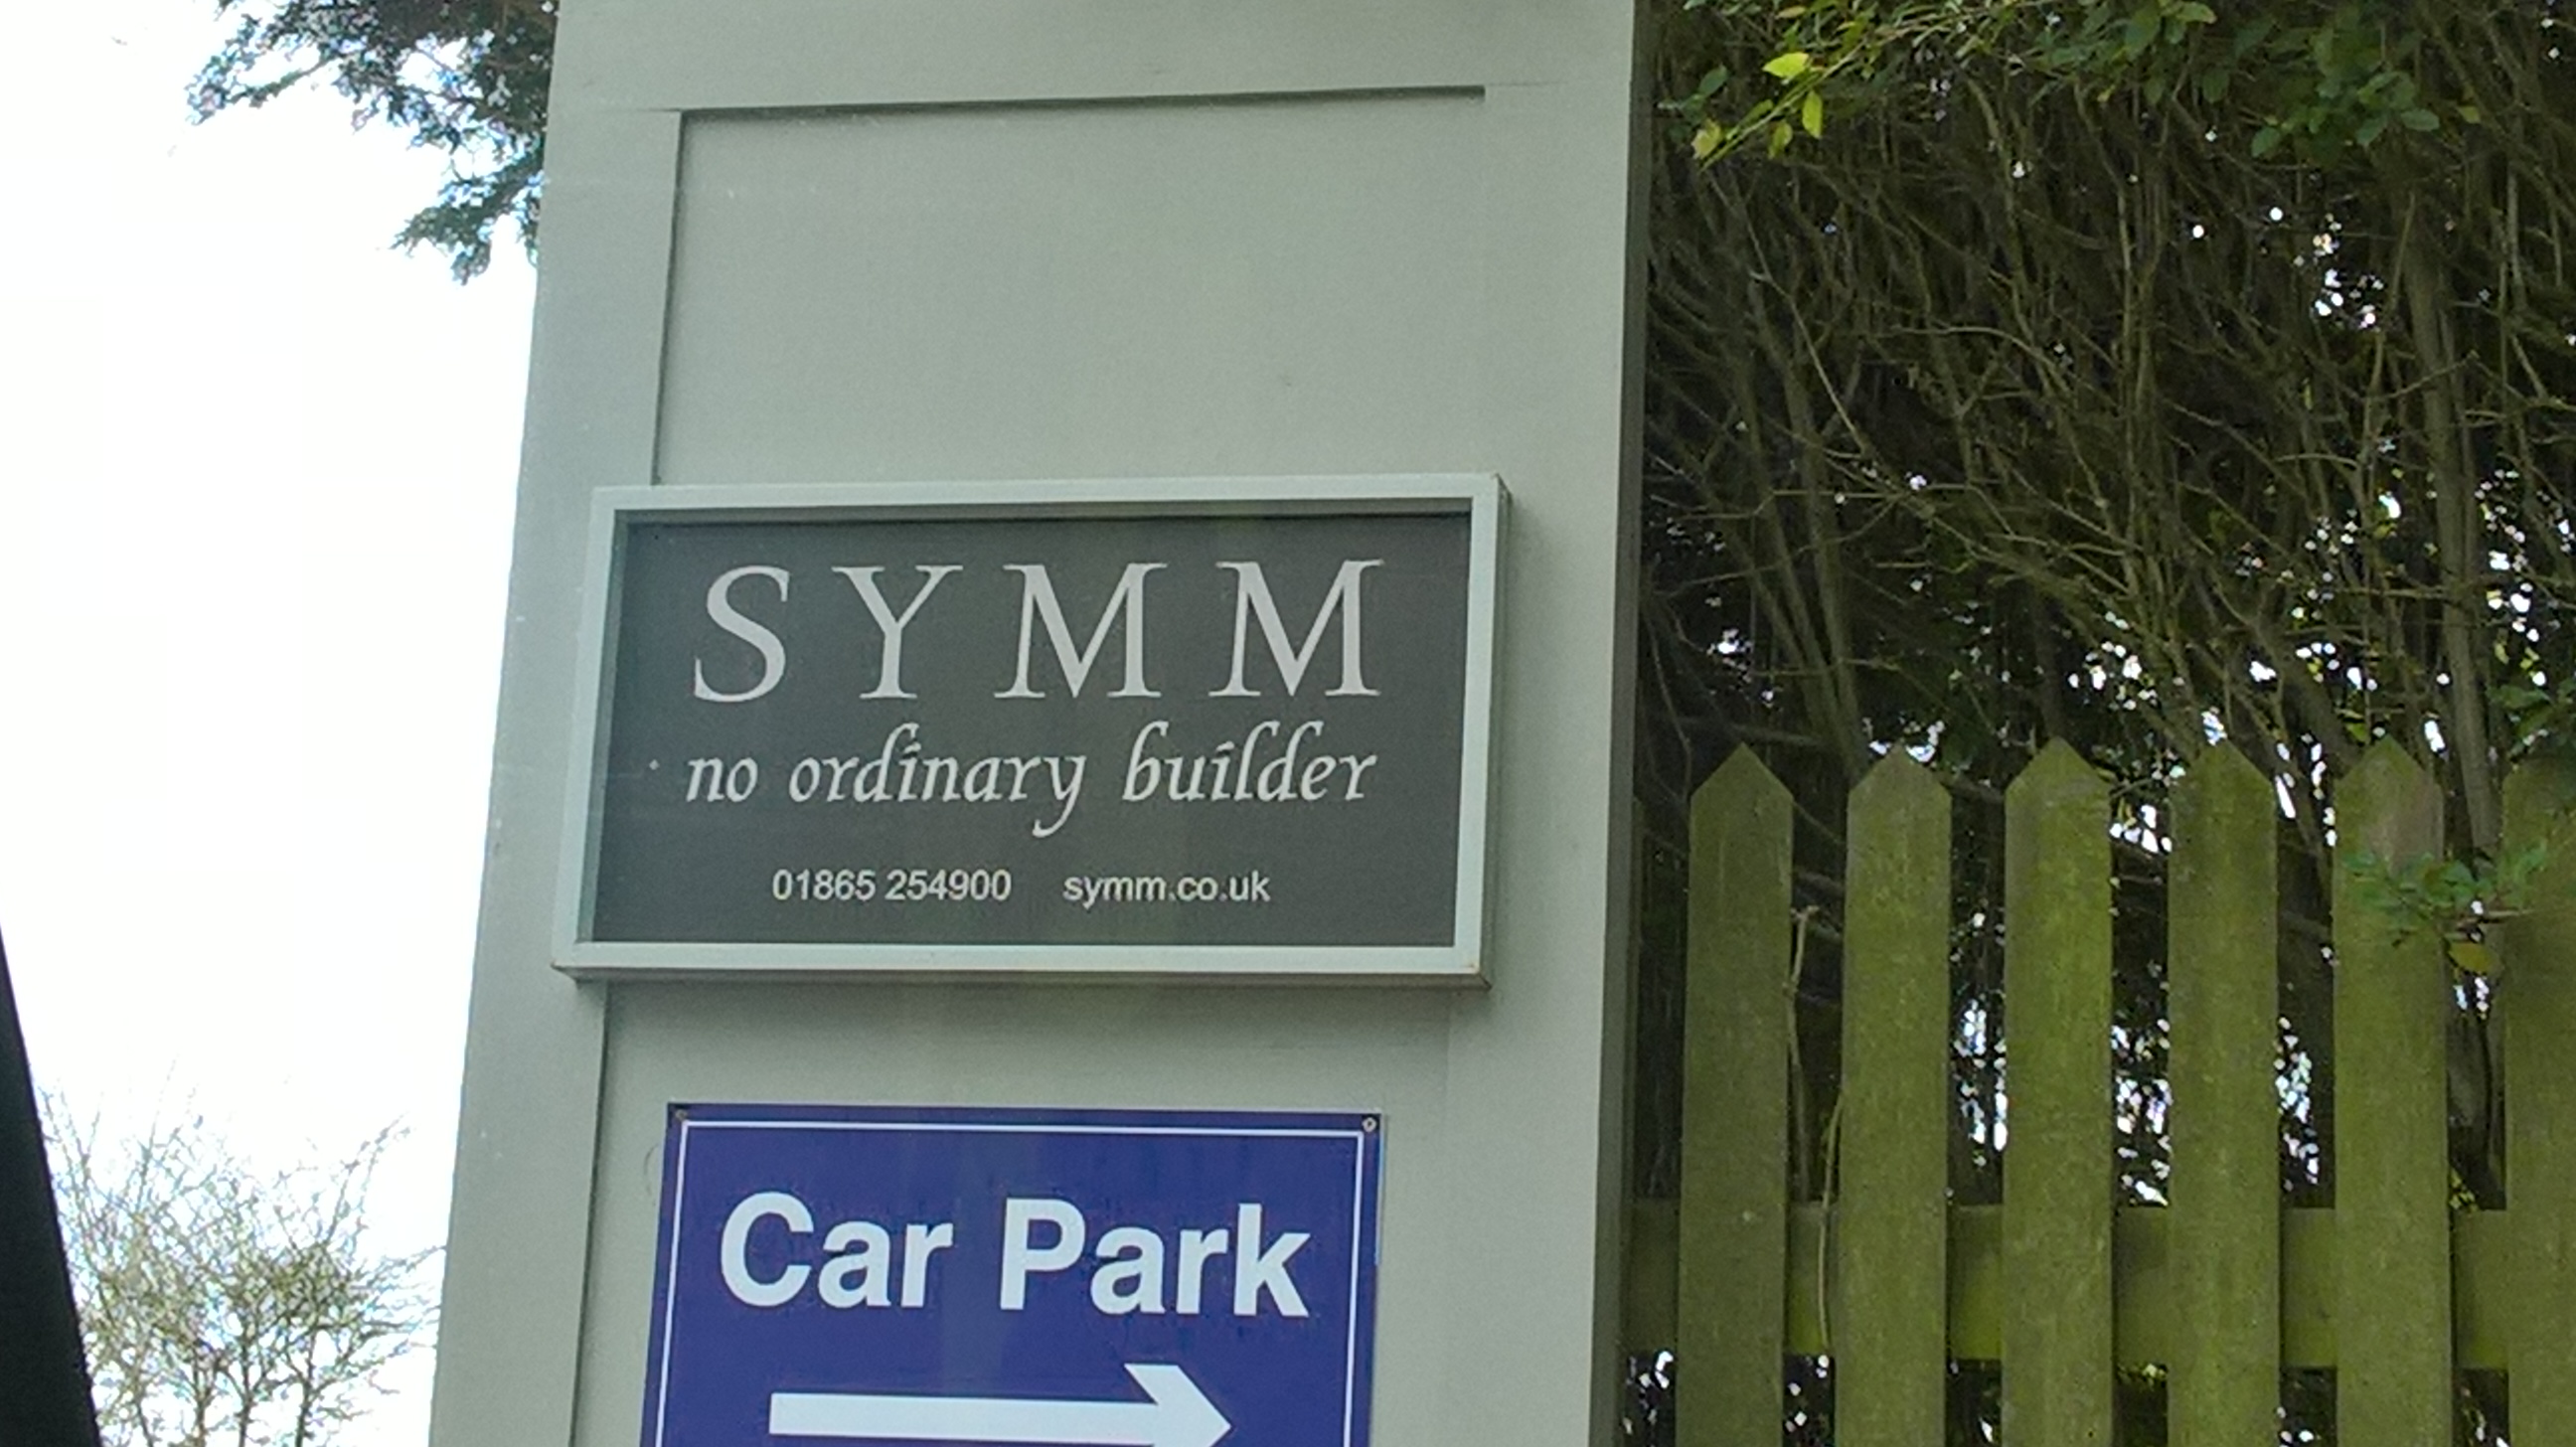 SYMM
no ordinary builder
01865 254900 symm.co.uk
Car Park